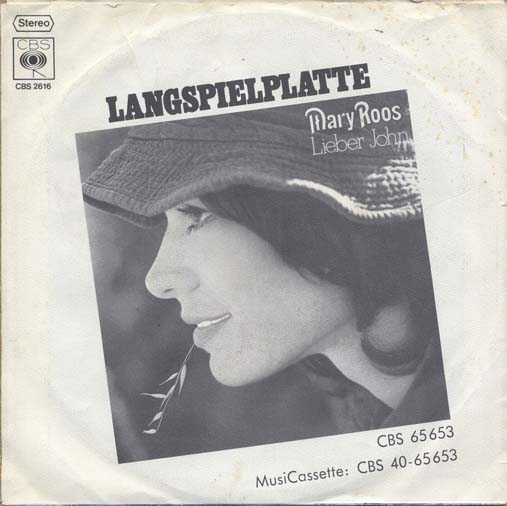 Stereo
CBS
CBS 2616
LANGSPIELPLATTE
Mary Roos
Lieber John
CBS 65653
MusiCassette: CBS 40-65653